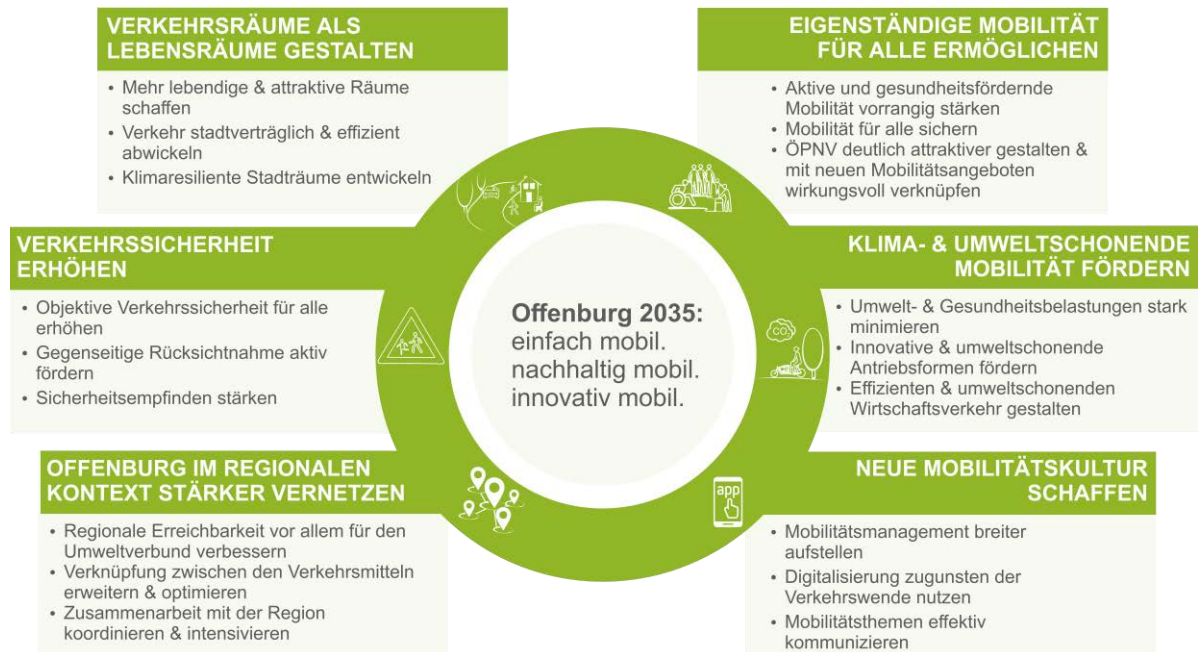 VERKEHRSRÄUME ALS
LEBENSRÄUME GESTALTEN
• Mehr lebendige & attraktive Räume
schaffen
• Verkehr stadtverträglich & effizient
abwickeln
• Klimaresiliente Stadträume entwickeln
EIGENSTÄNDIGE MOBILITÄT
FÜR ALLE ERMÖGLICHEN
• Aktive und gesundheitsfördernde
Mobilität vorrangig stärken
• Mobilität für alle sichern
• ÖPNV deutlich attraktiver gestalten &
mit neuen Mobilitätsangeboten
wirkungsvoll verknüpfen
VERKEHRSSICHERHEIT
ERHÖHEN
• Objektive Verkehrssicherheit für alle
erhöhen
• Gegenseitige Rücksichtnahme aktiv
fördern
• Sicherheitsempfinden stärken
Offenburg 2035:
einfach mobil.
nachhaltig mobil.
innovativ mobil.
CO2
KLIMA- & UMWELTSCHONENDE
MOBILITÄT FÖRDERN
• Umwelt- & Gesundheitsbelastungen stark
minimieren
• Innovative & umweltschonende
Antriebsformen fördern
• Effizienten & umweltschonenden
Wirtschaftsverkehr gestalten
OFFENBURG IM REGIONALEN
KONTEXT STÄRKER VERNETZEN
• Regionale Erreichbarkeit vor allem für den
Umweltverbund verbessern
• Verknüpfung zwischen den Verkehrsmitteln
erweitern & optimieren
• Zusammenarbeit mit der Region
koordinieren & intensivieren
app
NEUE MOBILITÄTSKULTUR
SCHAFFEN
• Mobilitätsmanagement breiter
aufstellen
• Digitalisierung zugunsten der
Verkehrswende nutzen
• Mobilitätsthemen effektiv
kommunizieren